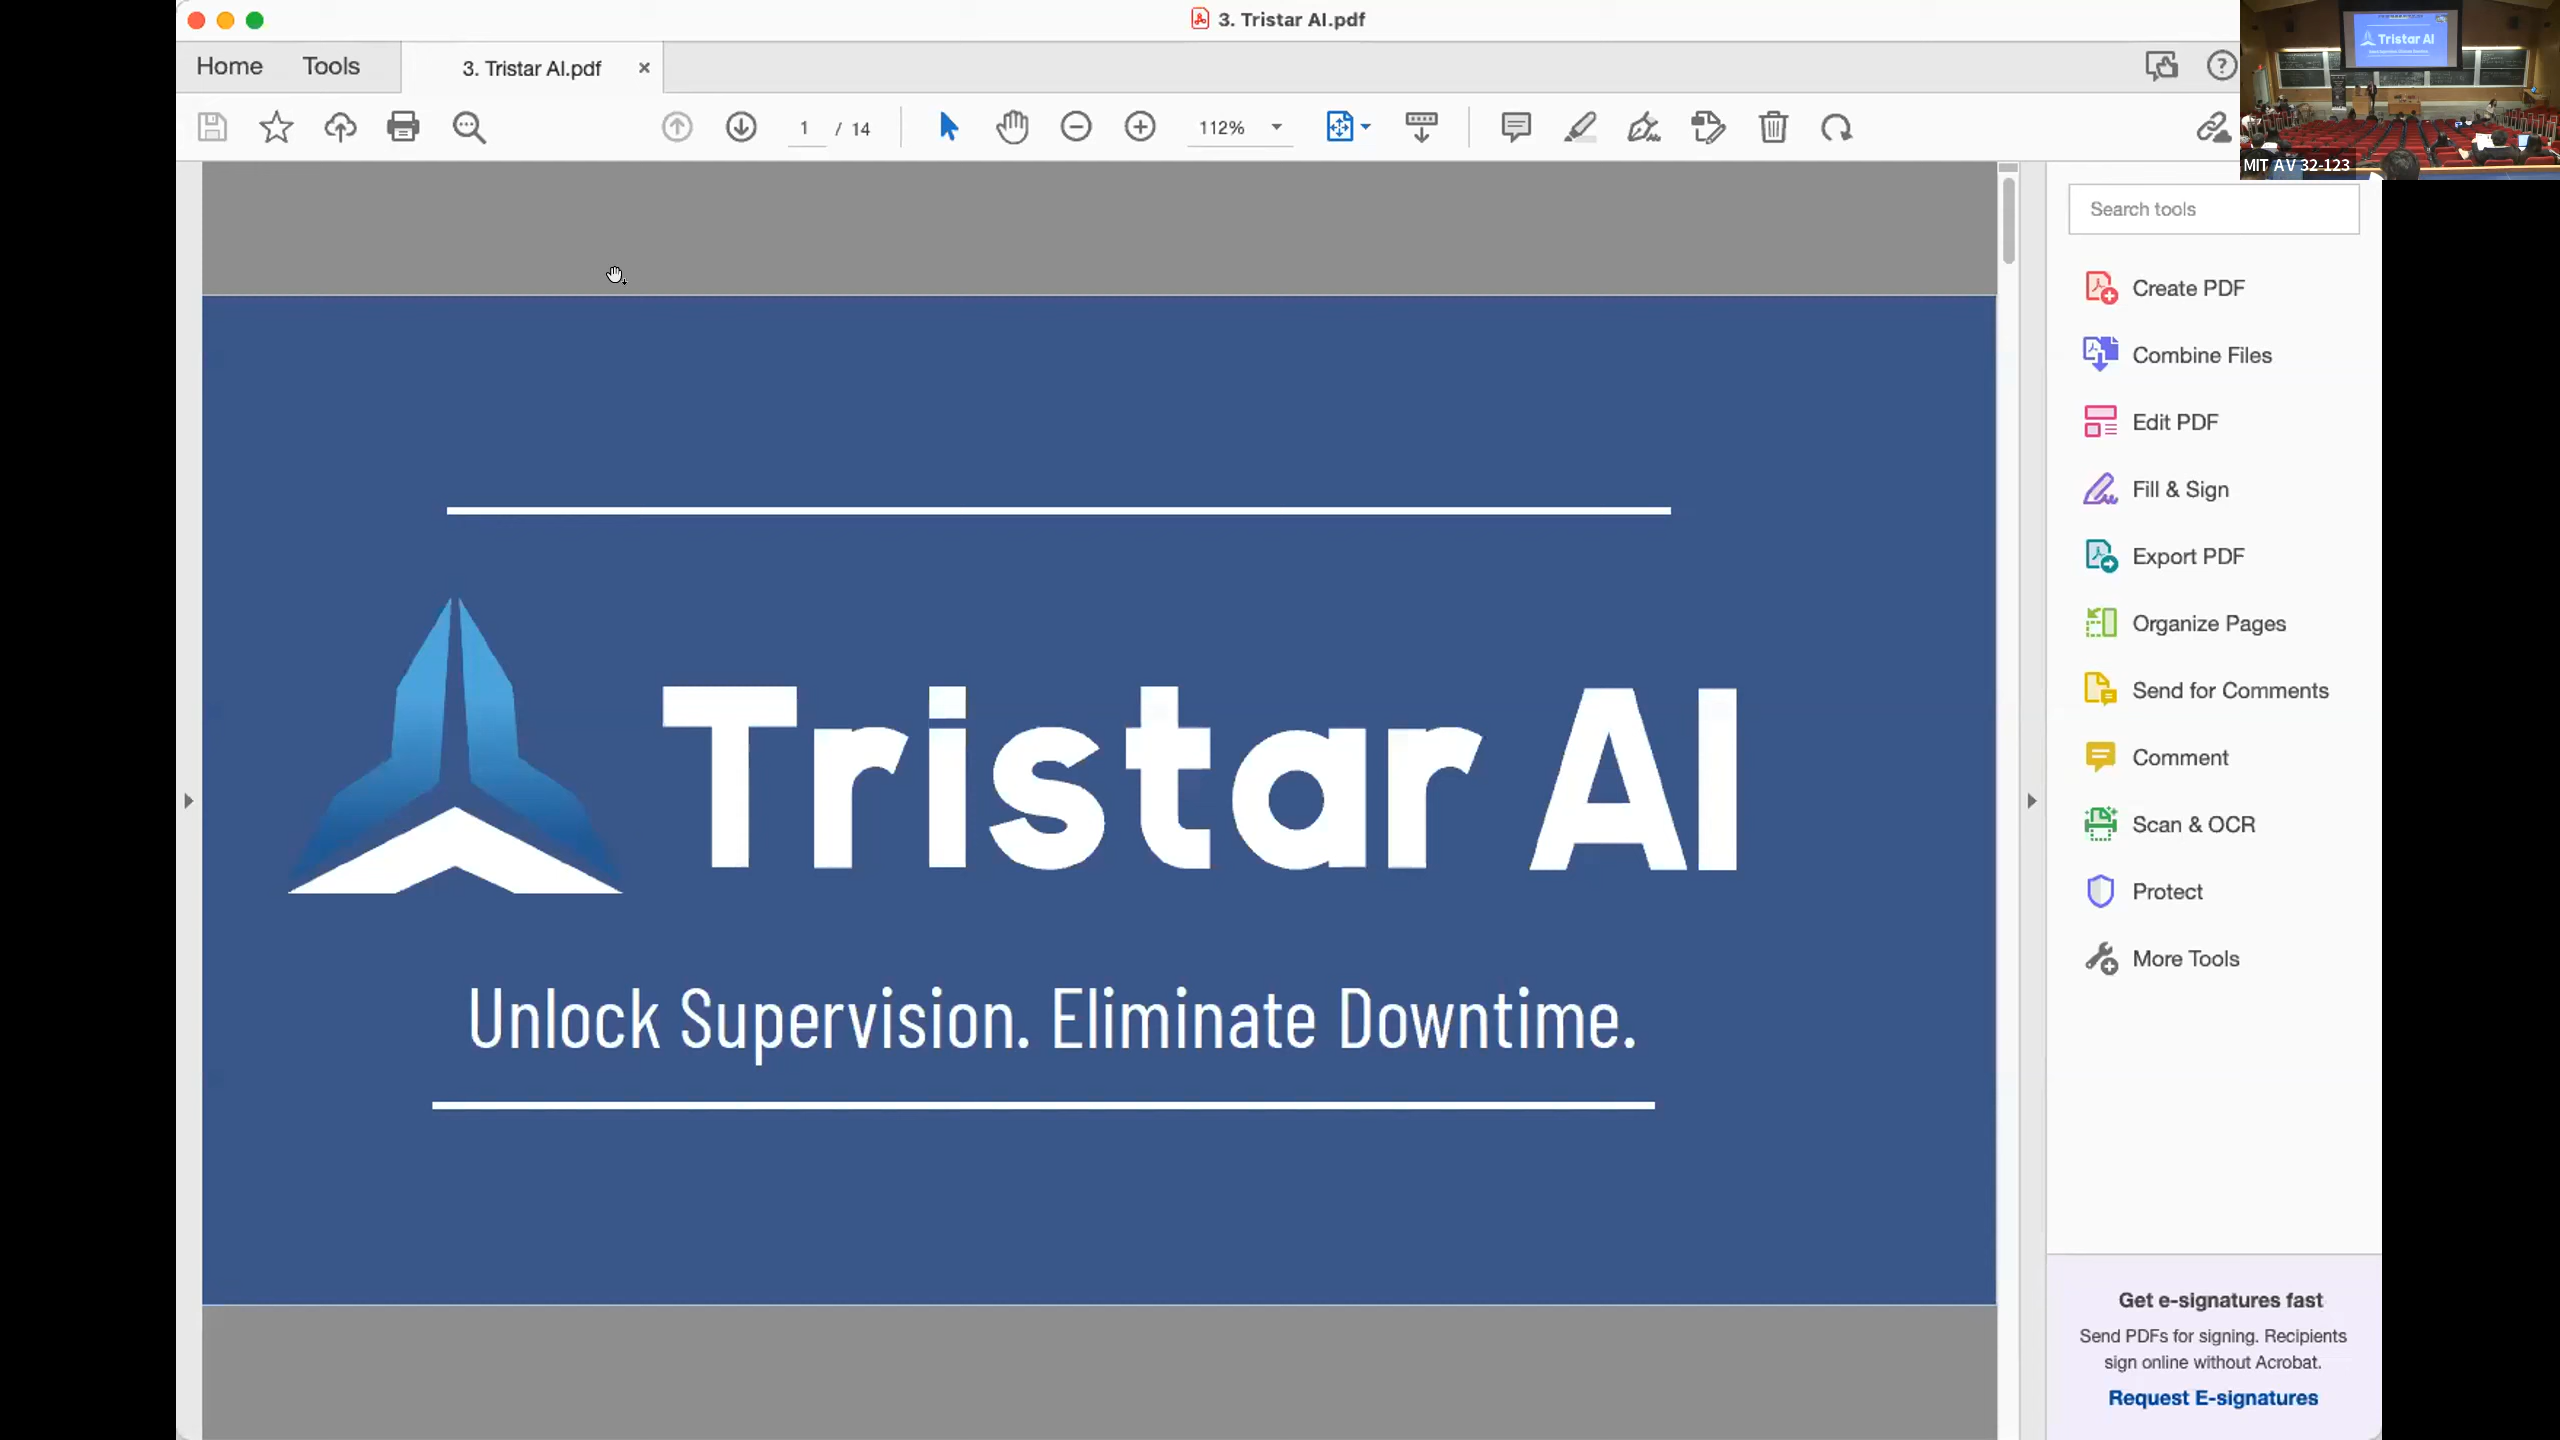 3. Tristar AI.pdf
Home
Tools
3. Tristar AI.pdf
1 / 14
112%
Tristar AI
MIT AV 32-123
Search tools
Create PDF
Combine Files
Edit PDF
Fill & Sign
Export PDF
Organize Pages
Send for Comments
Comment
Scan & OCR
Protect
More Tools
Tristar AI
Unlock Supervision. Eliminate Downtime.
Get e-signatures fast
Send PDFs for signing. Recipients
sign online without Acrobat.
Request E-signatures